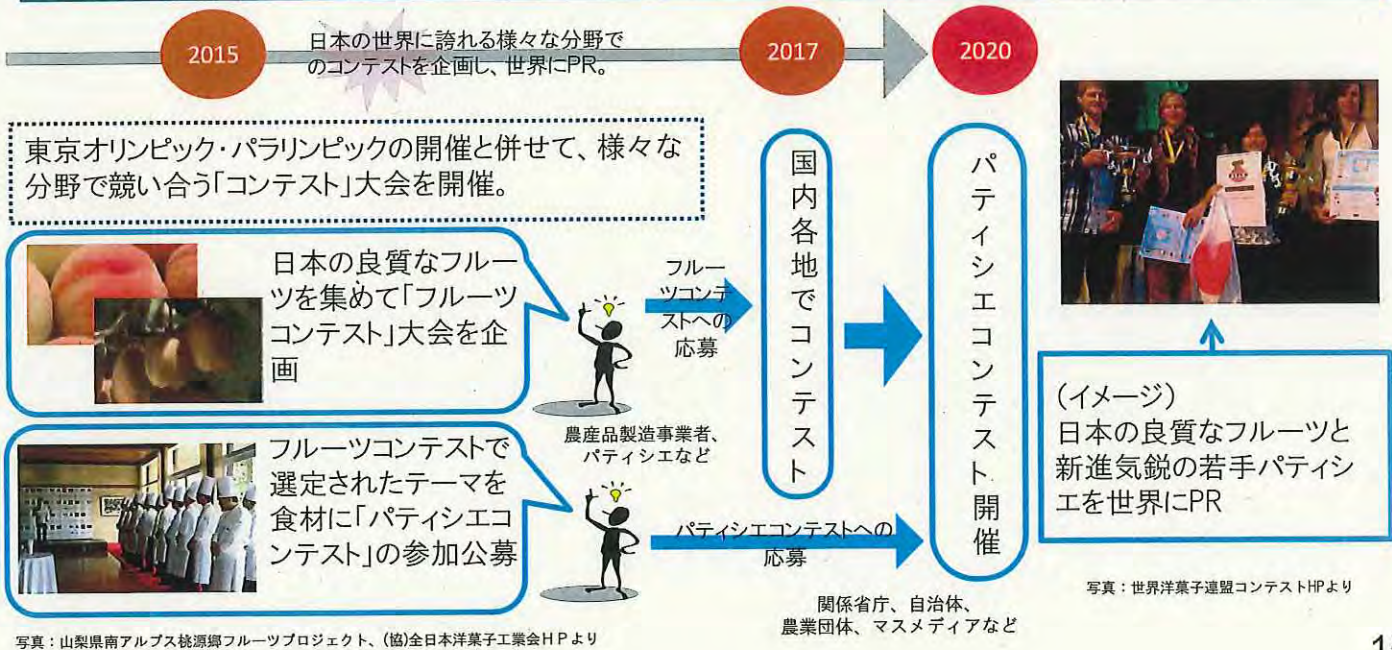 2015
日本の世界に誇れる様々な分野で
のコンテストを企画し、世界にPR。
2017
2020
東京オリンピック・パラリンピックの開催と併せて、様々な
分野で競い合う「コンテスト」大会を開催。
日本の良質なフルー
ツを集めて「フルーツ
コンテスト」大会を企
画
フルー
ツコンテ
ストへの
応募
農産品製造事業者、
パティシエなど
フルーツコンテストで
選定されたテーマを
食材に「パティシエコ
ンテスト」の参加公募
パティシエコンテストへの
応募
国内各地でコンテスト
パティシエコンテスト開催
関係省庁、自治体、
農業団体、マスメディアなど
(イメージ)
日本の良質なフルーツと
新進気鋭の若手パティシ
エを世界にPR
写真：世界洋菓子連盟コンテストHPより
写真：山梨県南アルプス桃源郷フルーツプロジェクト、(協)全日本洋菓子工業会HPより